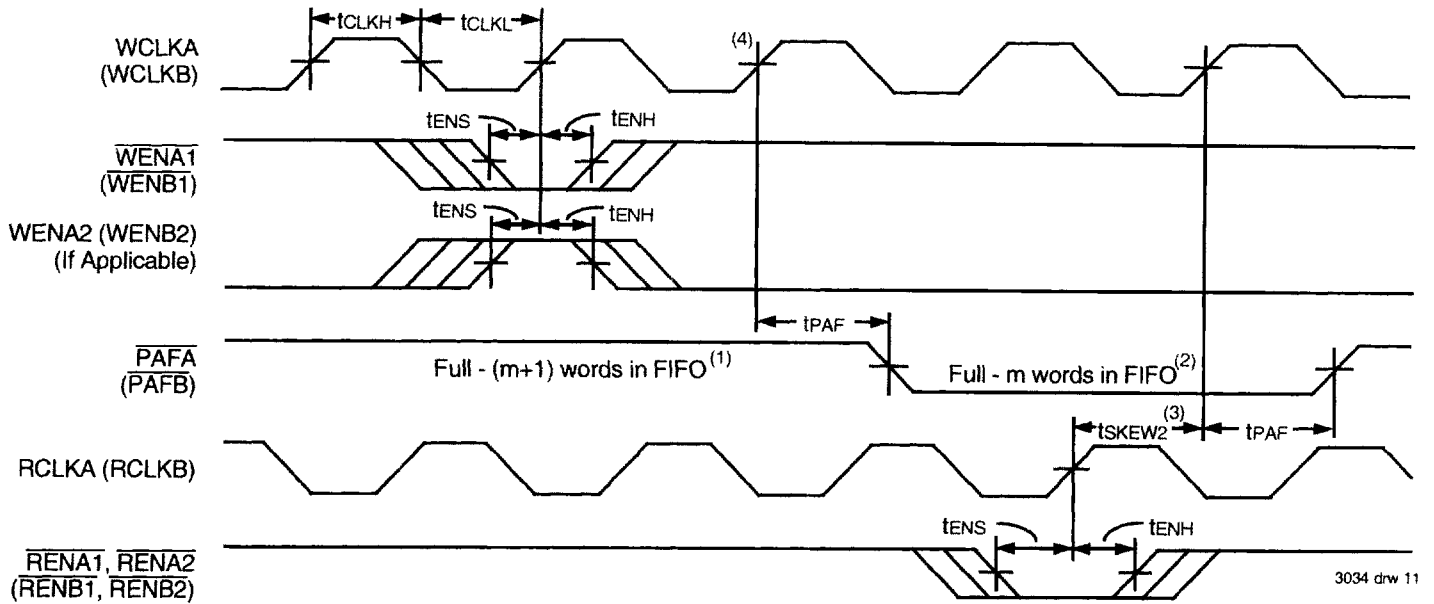 tCLKH
tCLKL
WCLKA
(WCLKB)
(4)
tENS
tENH
WENA1
(WENB1)
tENS
tENH
WENA2 (WENB2)
(If Applicable)
tPAF
PAFA
(PAFB)
Full - (m+1) words in FIFO(1)
Full - m words in FIFO(2)
tSKEW2(3)
tPAF
RCLKA (RCLKB)
tENS
tENH
RENA1, RENA2
(RENB1, RENB2)
3034 drw 11